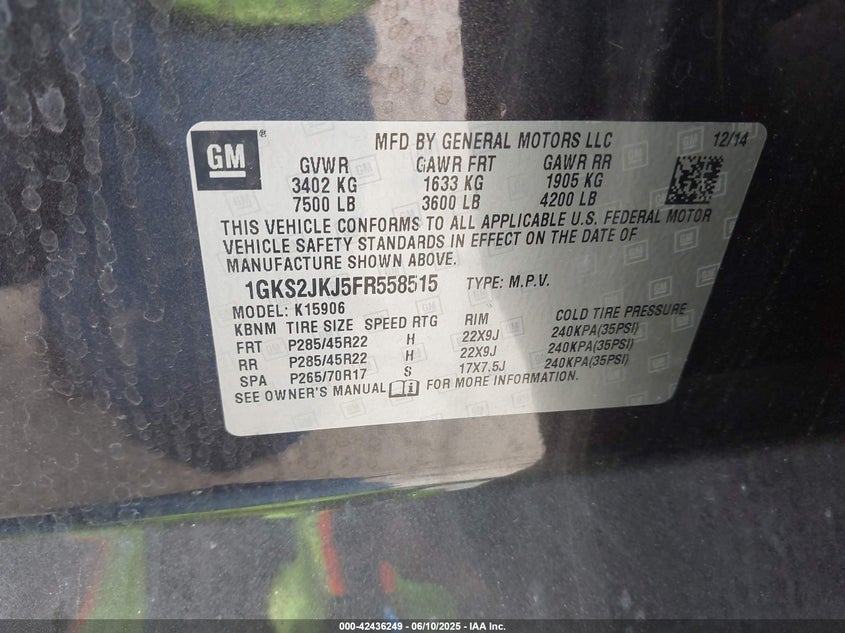 GM ®
MFD BY GENERAL MOTORS LLC 12/14
GVWR GAWR FRT GAWR RR
3402 KG 1633 KG 1905 KG
7500 LB 3600 LB 4200 LB
THIS VEHICLE CONFORMS TO ALL APPLICABLE U.S. FEDERAL MOTOR
VEHICLE SAFETY STANDARDS IN EFFECT ON THE DATE OF
MANUFACTURE SHOWN ABOVE.
1GKS2JKJ5FR558515 TYPE: M.P.V.
MODEL: K15906
KBNM TIRE SIZE SPEED RTG RIM COLD TIRE PRESSURE
FRT P285/45R22 H 22X9J 240KPA(35PSI)
RR P285/45R22 H 22X9J 240KPA(35PSI)
SPA P265/70R17 S 17X7.5J 240KPA(35PSI)
SEE OWNER'S MANUAL FOR MORE INFORMATION.
000-42436249 - 06/10/2025 - IAA Inc.